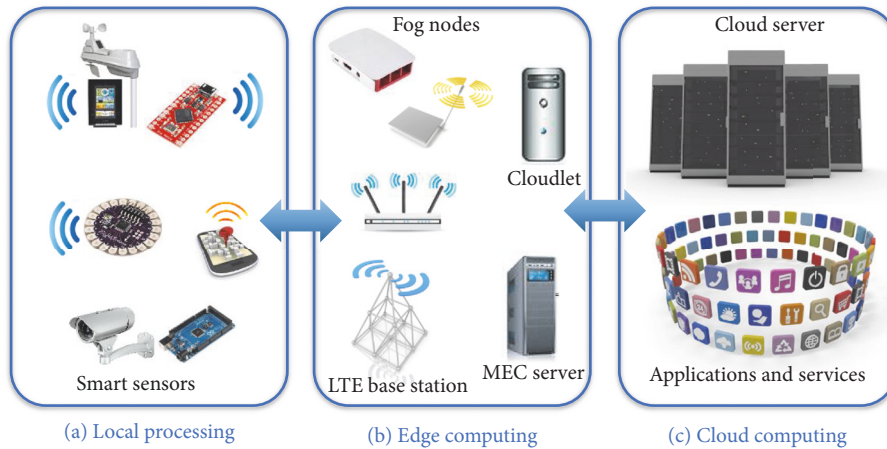 Fog nodes
Cloud server
Cloudlet
Smart sensors
LTE base station
MEC server
Applications and services
(a) Local processing
(b) Edge computing
(c) Cloud computing